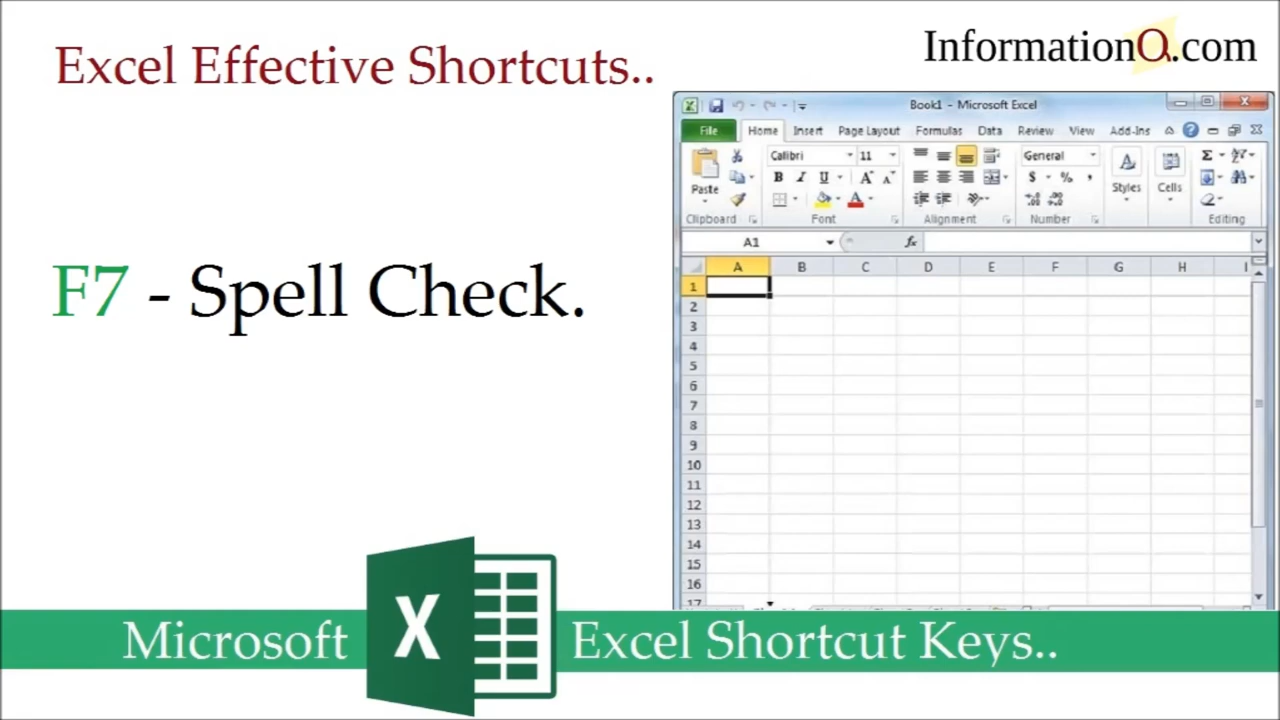 Excel Effective Shortcuts..
InformationQ.com
F7 - Spell Check.
Book1 - Microsoft Excel
File Home Insert Page Layout Formulas Data Review View Add-Ins
Calibri 11 General
Paste B I U A A $ % , Styles Cells
Clipboard Font Alignment Number Editing
A1 fx
A B C D E F G H I
1
2
3
4
5
6
7
8
9
10
11
12
13
14
15
16
17
Microsoft X Excel Shortcut Keys..